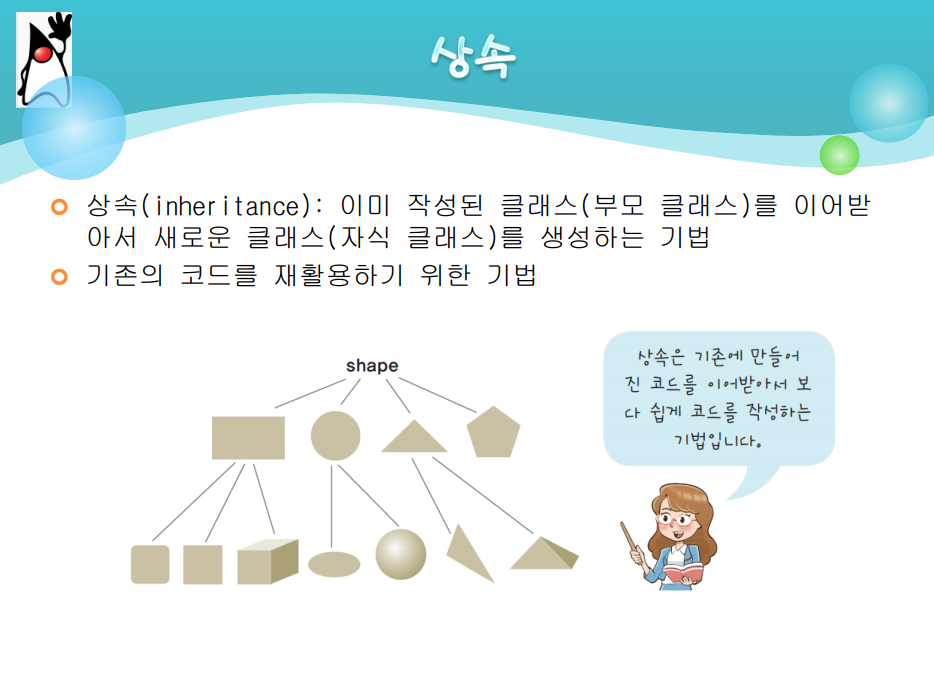 상속
상속(inheritance): 이미 작성된 클래스(부모 클래스)를 이어받
아서 새로운 클래스(자식 클래스)를 생성하는 기법
기존의 코드를 재활용하기 위한 기법
shape
상속은 기존에 만들어
진 코드를 이어받아서 보
다 쉽게 코드를 작성하는
기법입니다.